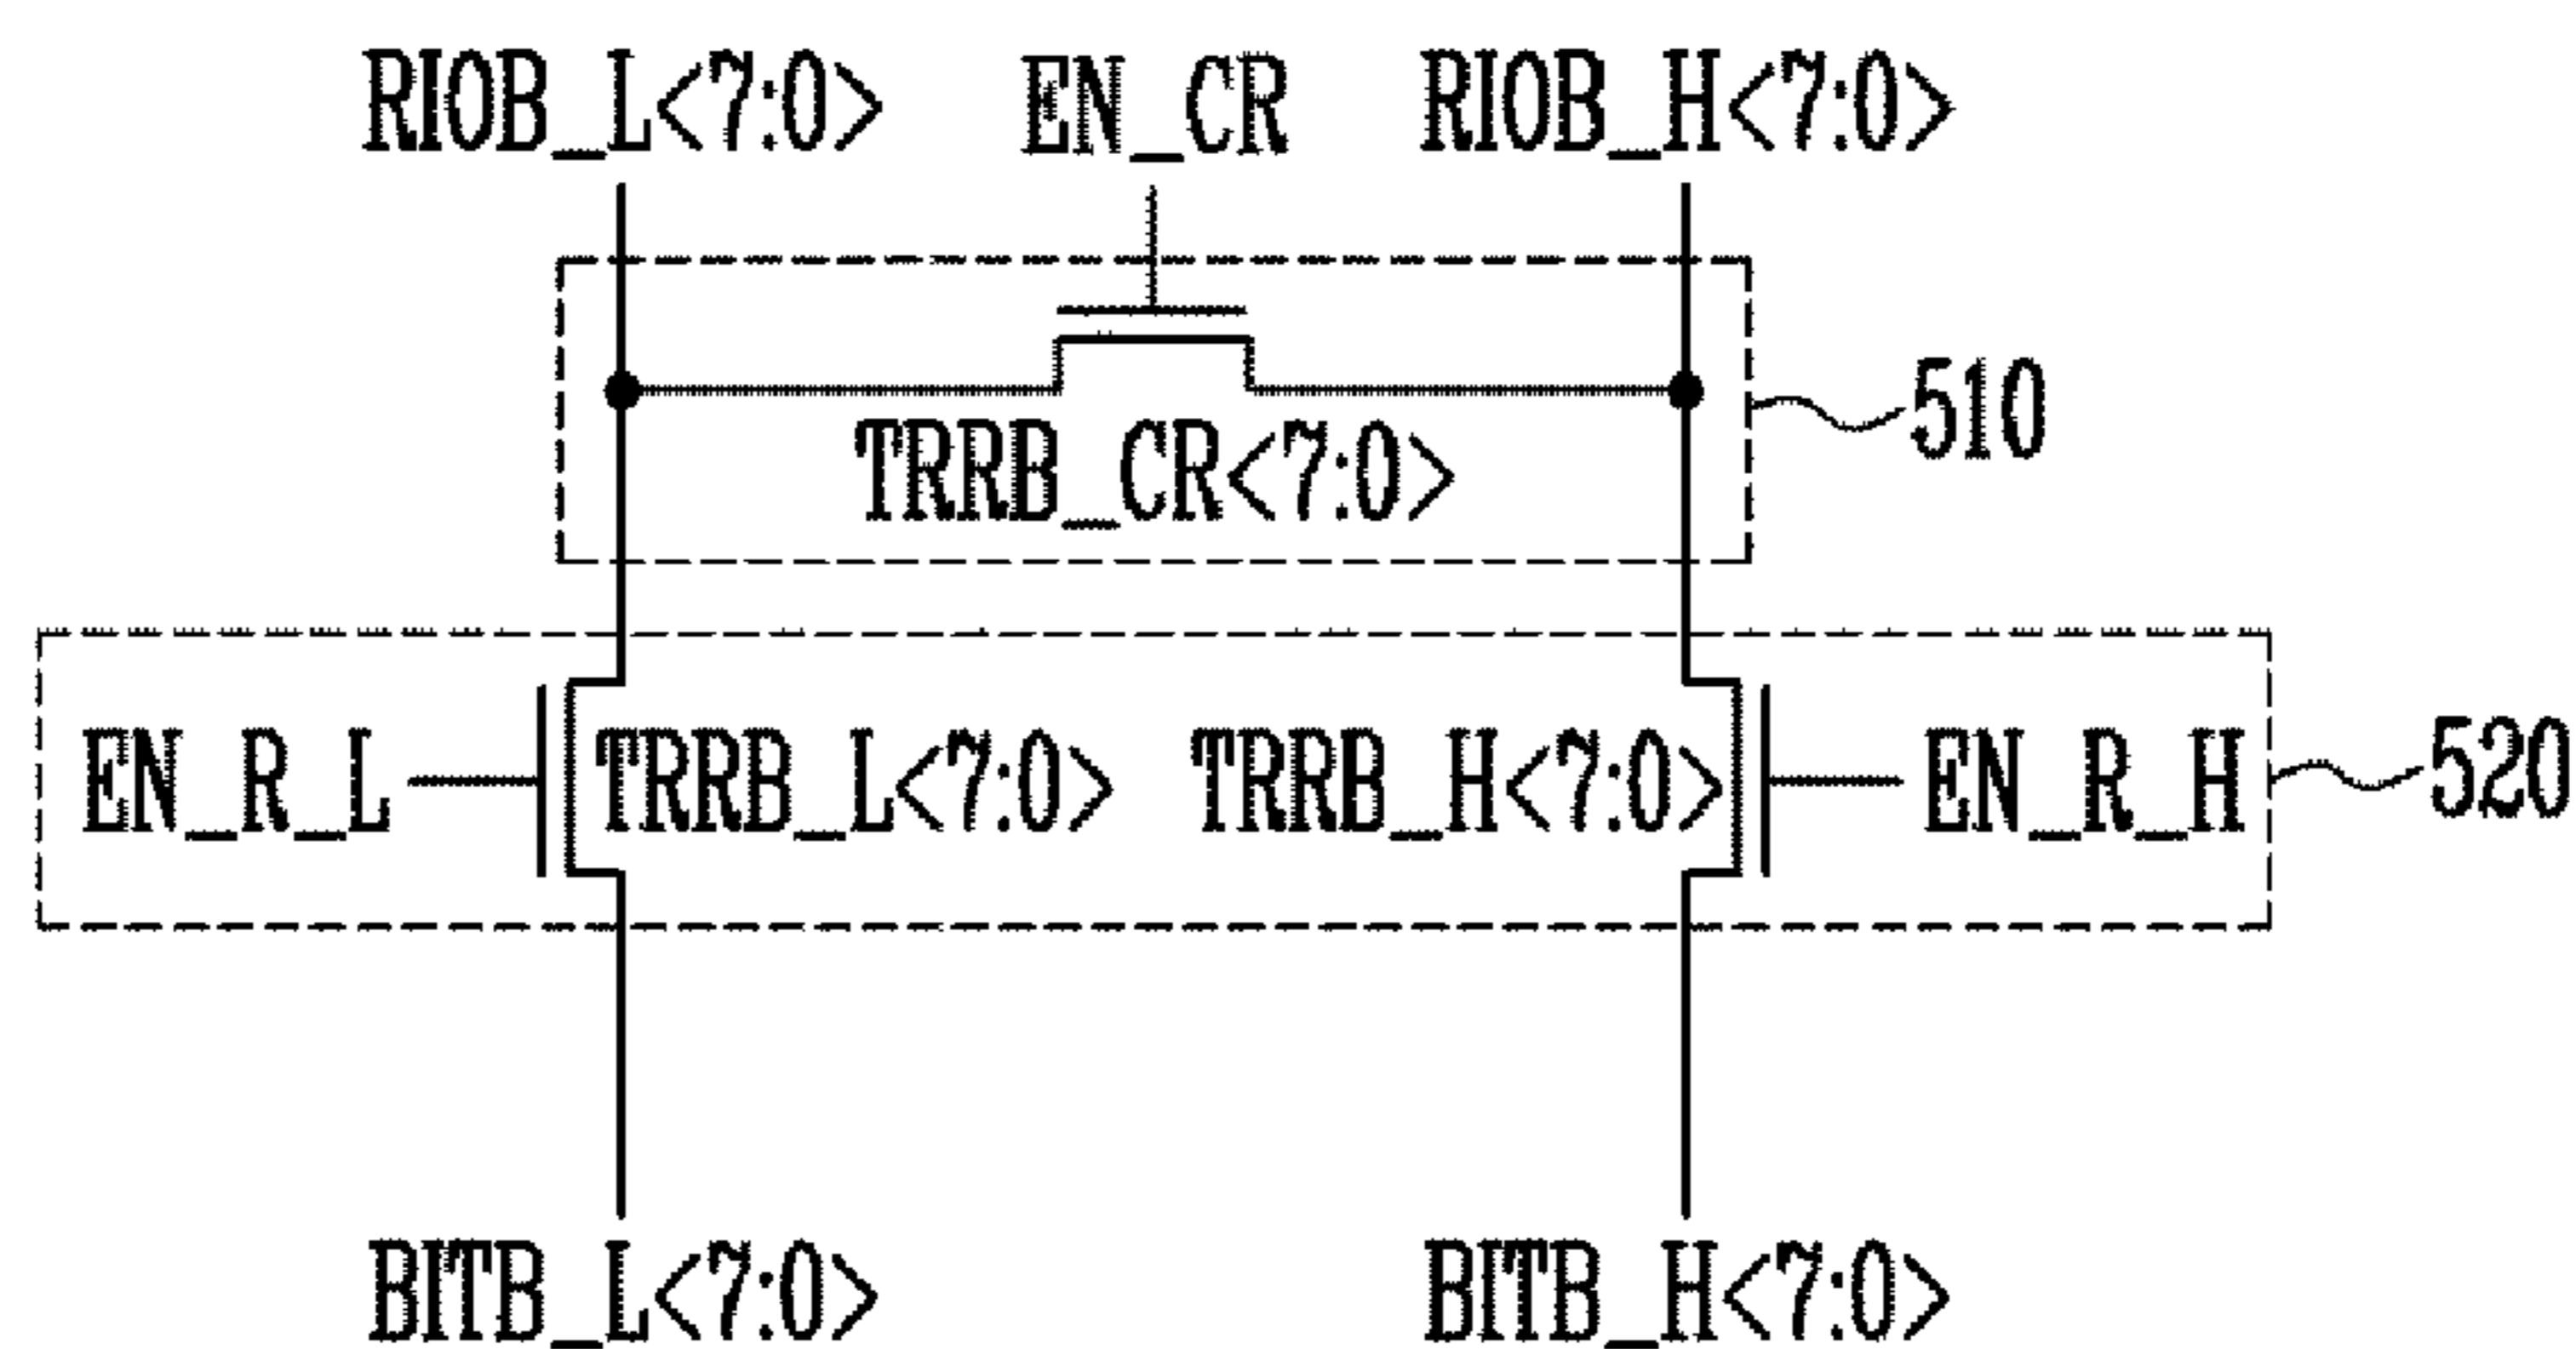 RIOB_L<7:0> EN_CR RIOB_H<7:0>
TRRB_CR<7:0> 510
EN_R_L TRRB_L<7:0> TRRB_H<7:0> EN_R_H 520
BITB_L<7:0> BITB_H<7:0>